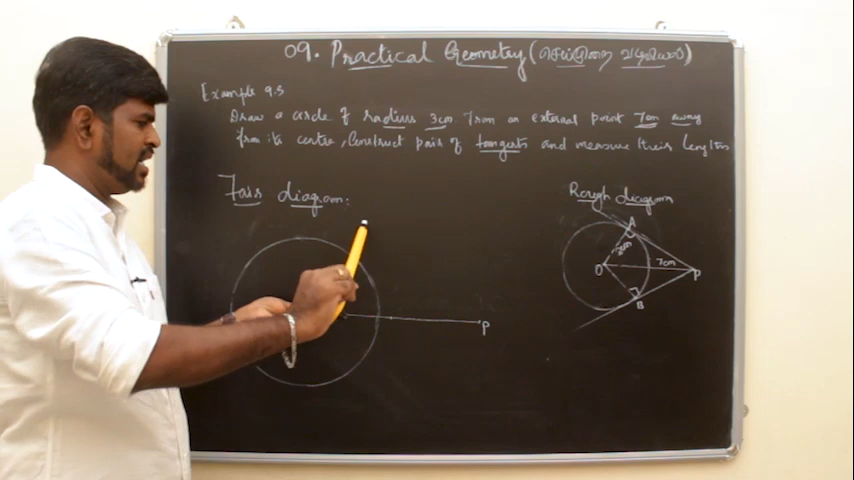 09. Practical Geometry (செய்முறை வடிவியல்)
Example 9.5
Draw a circle of radius 3cm. From an external point 7cm away
from its centre, Construct pair of tangents and measure their lengths
Fair diagram:
Rough diagram
A
3cm
O
7cm
P
B
P